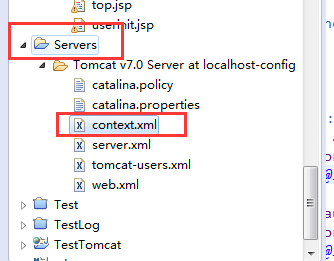 top.jsp
userinit.jsp
Servers
Tomcat v7.0 Server at localhost-config
catalina.policy
catalina.properties
context.xml
server.xml
tomcat-users.xml
web.xml
Test
TestLog
TestTomcat